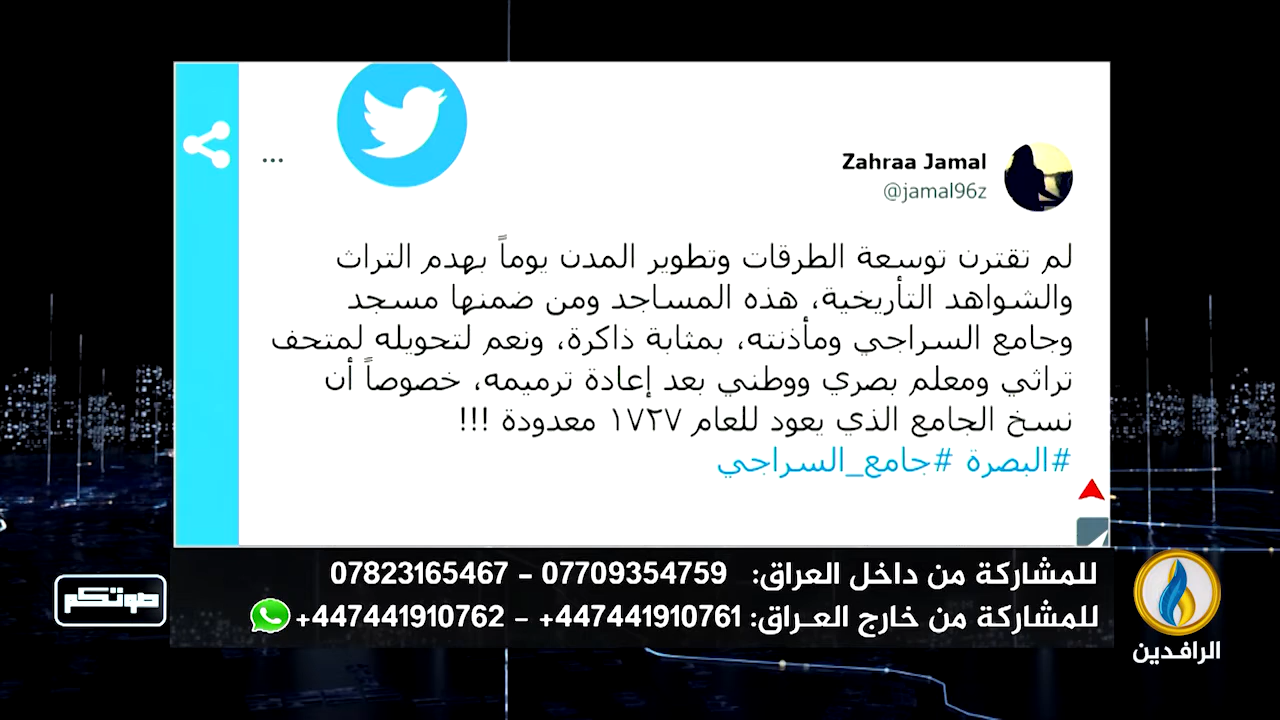 ...
Zahraa Jamal
@jamal96z
لم تقترن توسعة الطرقات وتطوير المدن يوماً بهدم التراث
والشواهد التأريخية، هذه المساجد ومن ضمنها مسجد
وجامع السراجي ومأذنته، بمثابة ذاكرة، ونعم لتحويله لمتحف
تراثي ومعلم بصري ووطني بعد إعادة ترميمه، خصوصاً أن
نسخ الجامع الذي يعود للعام ١٧٢٧ معدودة !!!
#البصرة #جامع_السراجي
للمشاركة من داخل العراق: 07709354759 - 07823165467
للمشاركة من خارج العـراق: 447441910761+ - 447441910762+
صوتكم
الرافدين